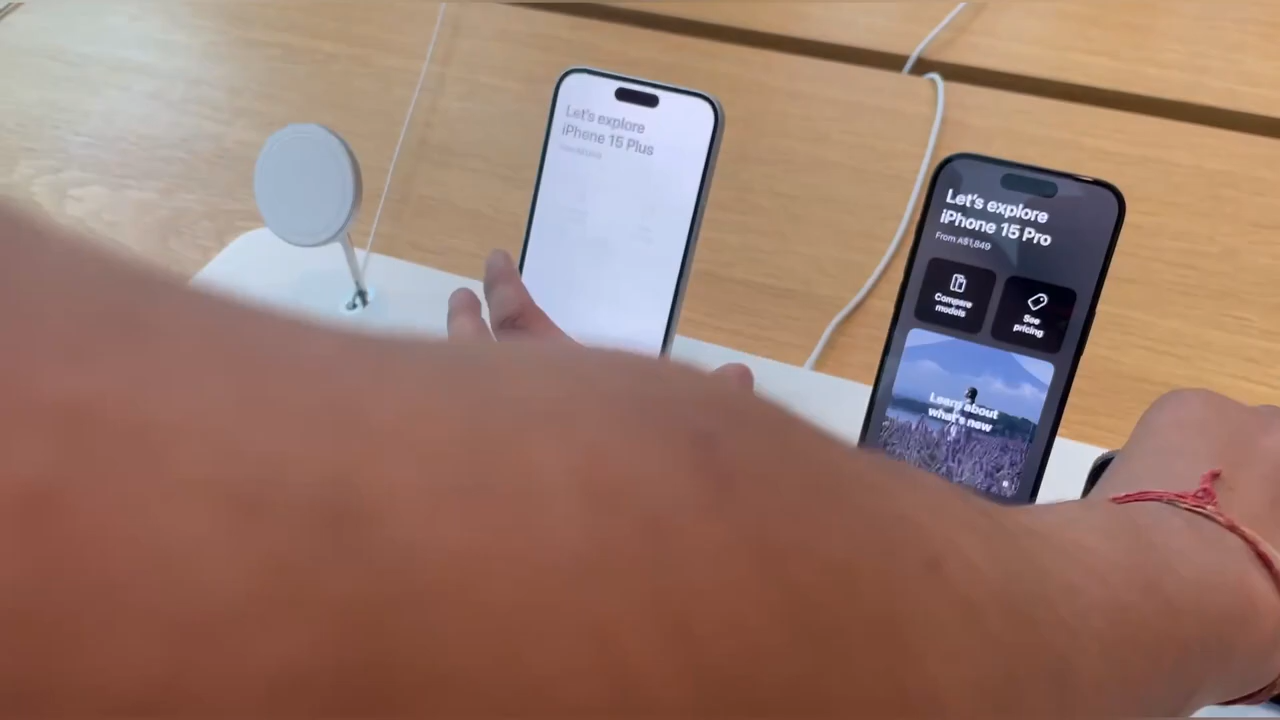 Let's explore
iPhone 15 Plus
Let's explore
iPhone 15 Pro
From A$1,849
Compare
models
See
pricing
Learn about
what's new